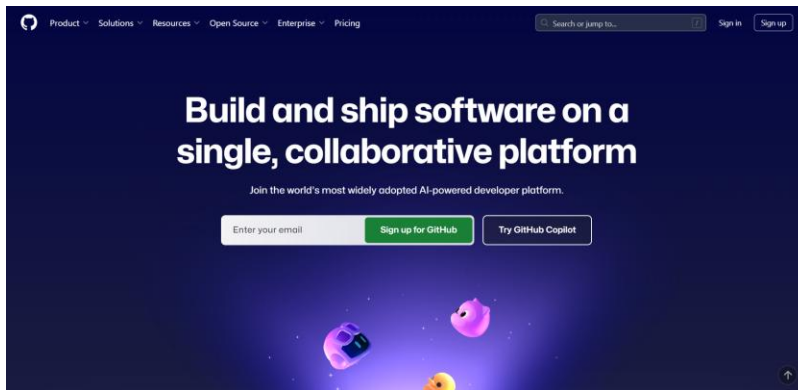 Product Solutions Resources Open Source Enterprise Pricing Search or jump to... / Sign in Sign up
Build and ship software on a
single, collaborative platform
Join the world's most widely adopted AI-powered developer platform.
Enter your email Sign up for GitHub Try GitHub Copilot